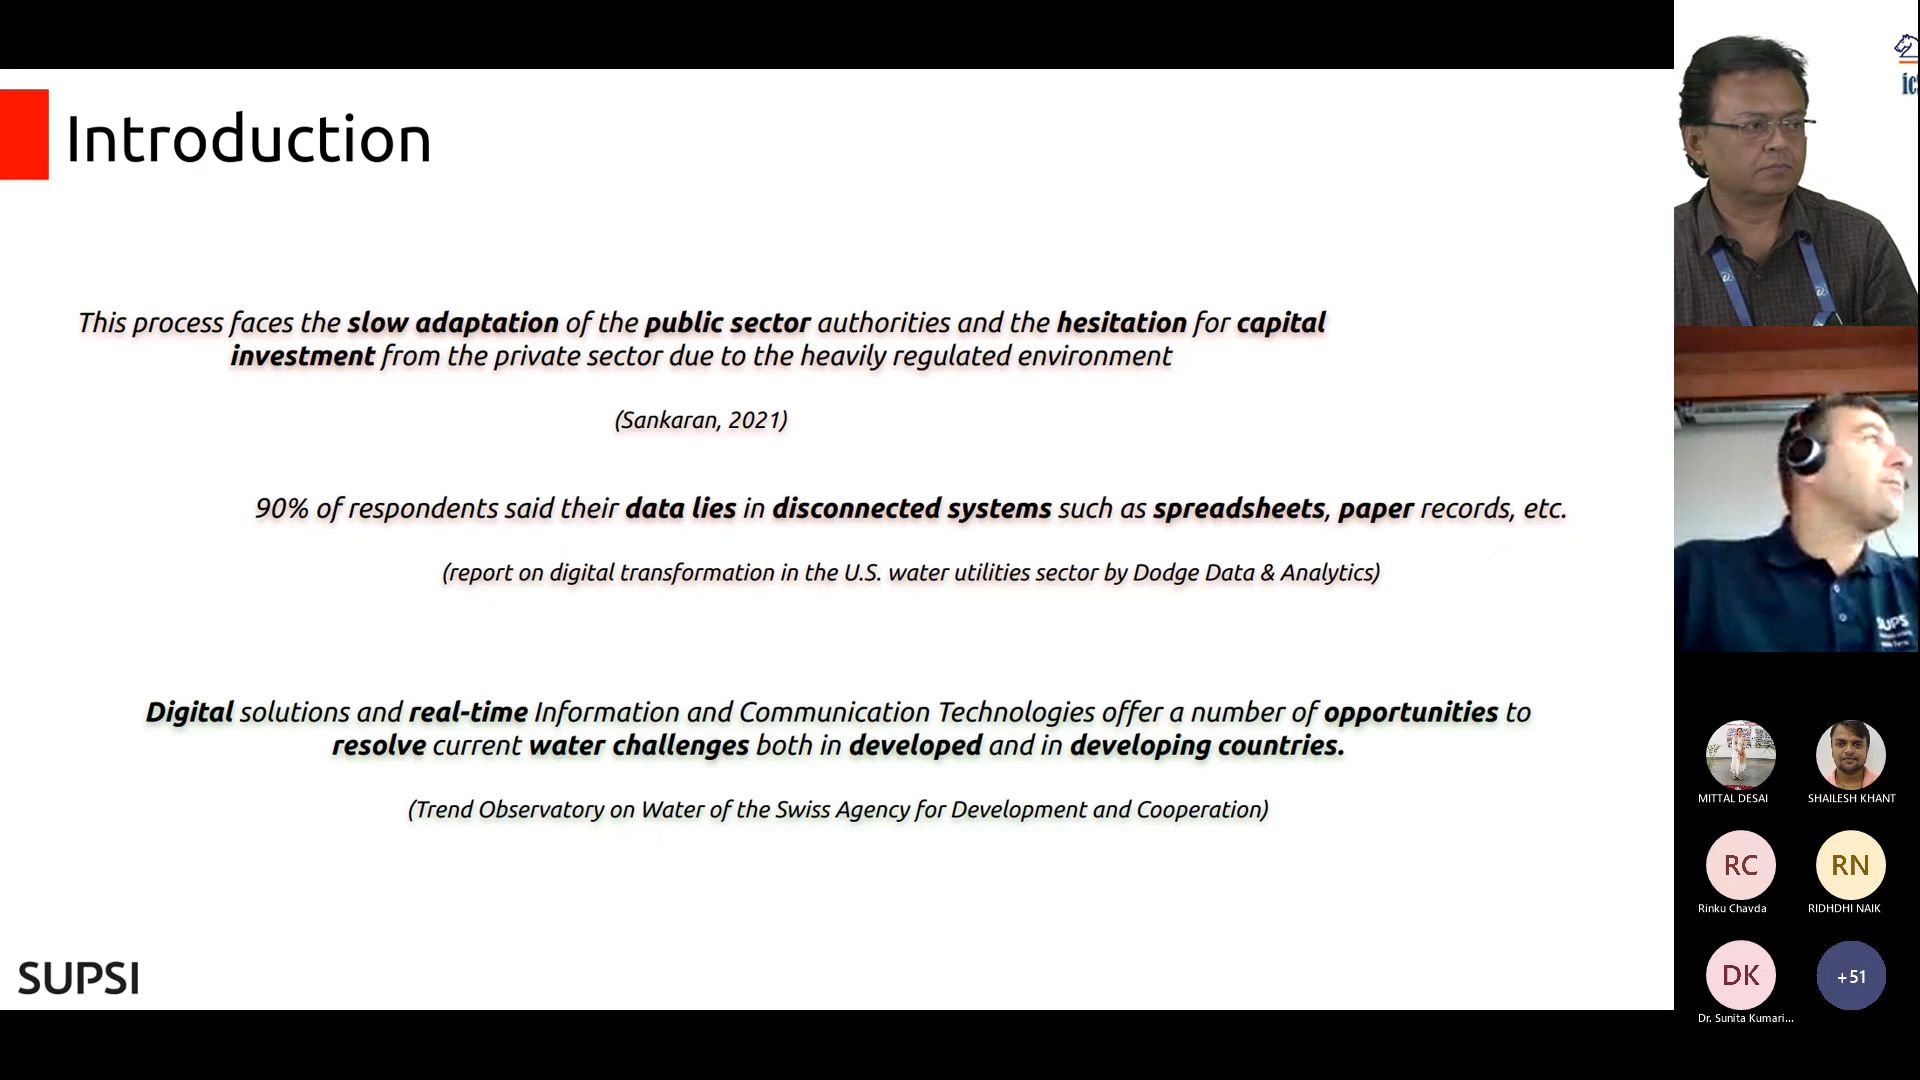 Introduction
This process faces the slow adaptation of the public sector authorities and the hesitation for capital
investment from the private sector due to the heavily regulated environment
(Sankaran, 2021)
90% of respondents said their data lies in disconnected systems such as spreadsheets, paper records, etc.
(report on digital transformation in the U.S. water utilities sector by Dodge Data & Analytics)
Digital solutions and real-time Information and Communication Technologies offer a number of opportunities to
resolve current water challenges both in developed and in developing countries.
(Trend Observatory on Water of the Swiss Agency for Development and Cooperation)
SUPSI
ic
SUPSI
MITTAL DESAI
SHAILESH KHANT
RC
RN
Rinku Chavda
RIDHDHI NAIK
DK
+51
Dr. Sunita Kumari...